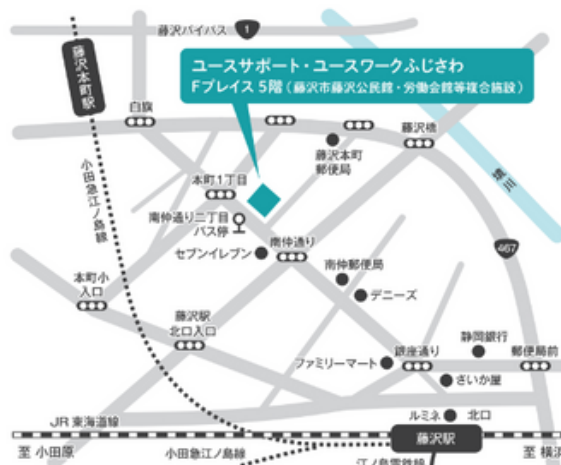 藤沢バイパス
1
藤沢本町駅
ユースサポート・ユースワークふじさわ
Fプレイス 5階（藤沢市藤沢公民館・労働会館等複合施設）
白旗
藤沢橋
藤沢本町
郵便局
境川
小田急江ノ島線
本町1丁目
南仲通り二丁目
バス停
セブンイレブン
南仲通り
467
本町小
入口
南仲郵便局
デニーズ
藤沢駅
北口入口
静岡銀行
ファミリーマート
銀座通り
郵便局前
さいか屋
ルミネ
北口
JR 東海道線
藤沢駅
至 小田原
小田急江ノ島線
江ノ島電鉄線
至 横浜